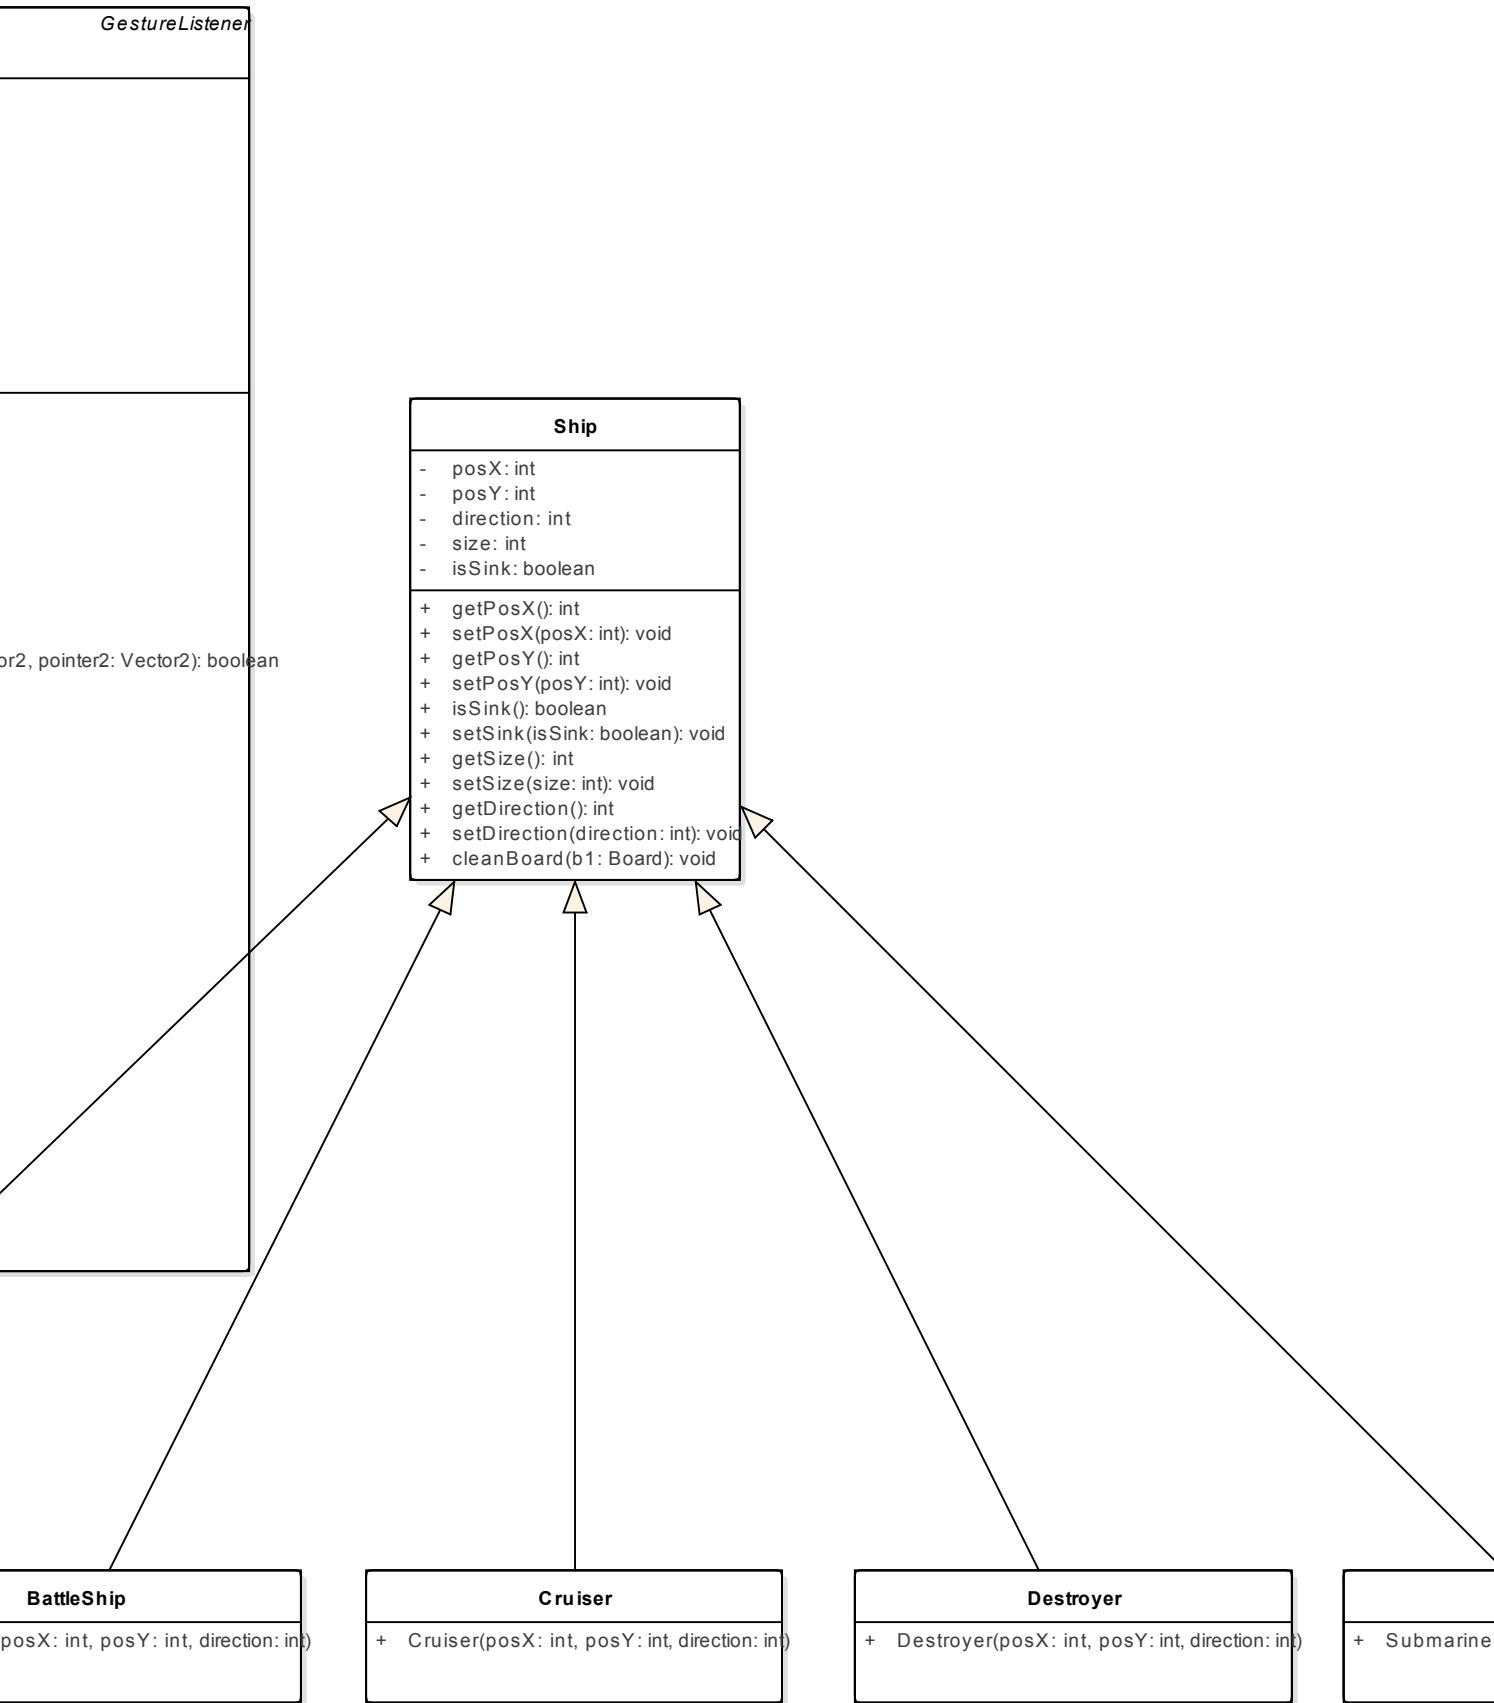 GestureListener
or2, pointer2: Vector2): boolean
Ship
- posX: int
- posY: int
- direction: int
- size: int
- isSink: boolean
+ getPosX(): int
+ setPosX(posX: int): void
+ getPosY(): int
+ setPosY(posY: int): void
+ isSink(): boolean
+ setSink(isSink: boolean): void
+ getSize(): int
+ setSize(size: int): void
+ getDirection(): int
+ setDirection(direction: int): void
+ cleanBoard(b1: Board): void
BattleShip
posX: int, posY: int, direction: int)
Cruiser
+ Cruiser(posX: int, posY: int, direction: int)
Destroyer
+ Destroyer(posX: int, posY: int, direction: int)
+ Submarine